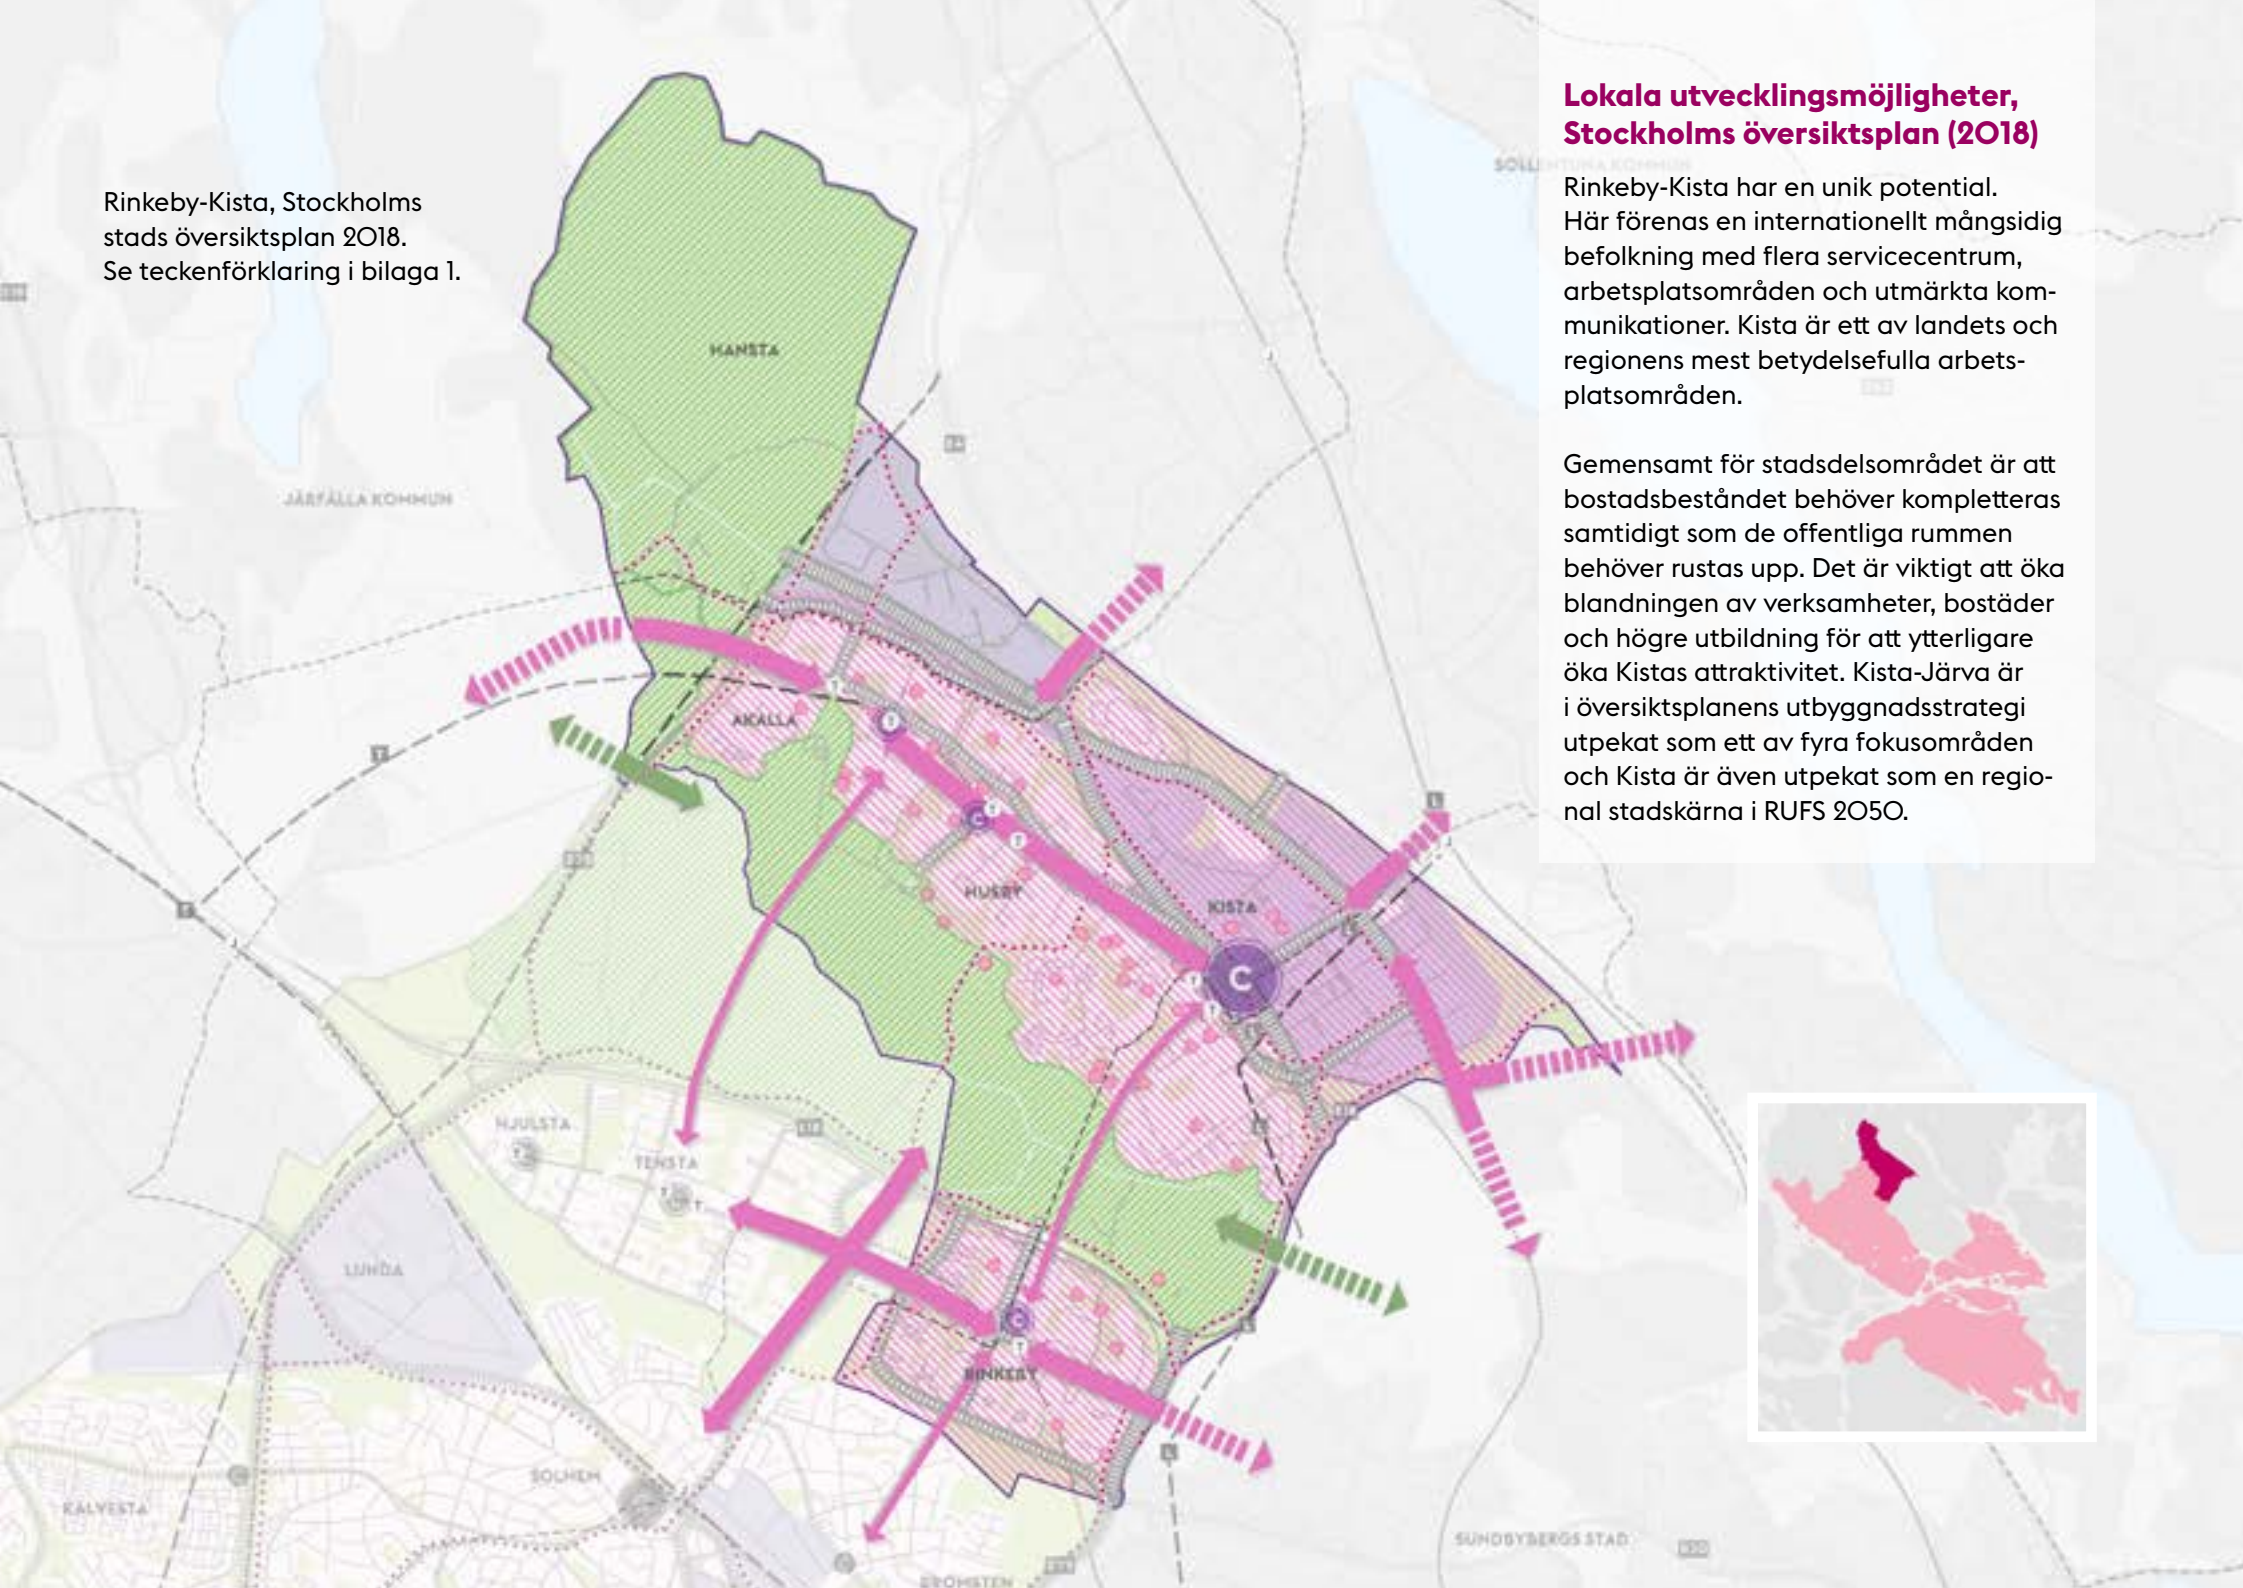 Rinkeby-Kista, Stockholms
stads översiktsplan 2018.
Se teckenförklaring i bilaga 1.
Lokala utvecklingsmöjligheter,
Stockholms översiktsplan (2018)
Rinkeby-Kista har en unik potential.
Här förenas en internationellt mångsidig
befolkning med flera servicecentrum,
arbetsplatsområden och utmärkta kom-
munikationer. Kista är ett av landets och
regionens mest betydelsefulla arbets-
platsområden.
Gemensamt för stadsdelsområdet är att
bostadsbeståndet behöver kompletteras
samtidigt som de offentliga rummen
behöver rustas upp. Det är viktigt att öka
blandningen av verksamheter, bostäder
och högre utbildning för att ytterligare
öka Kistas attraktivitet. Kista-Järva är
i översiktsplanens utbyggnadsstrategi
utpekat som ett av fyra fokusområden
och Kista är även utpekat som en regio-
nal stadskärna i RUFS 2050.
SOLLENTUNA KOMMUN
HANSTA
JÄRFÄLLA KOMMUN
AKALLA
T
C
T
T
HUSBY
KISTA
C
T
T
HJULSTA
TENSTA
LUNDA
C
T
RINKEBY
SOLHEM
KÄLVESTA
SUNDBYBERGS STAD
BROMSTEN